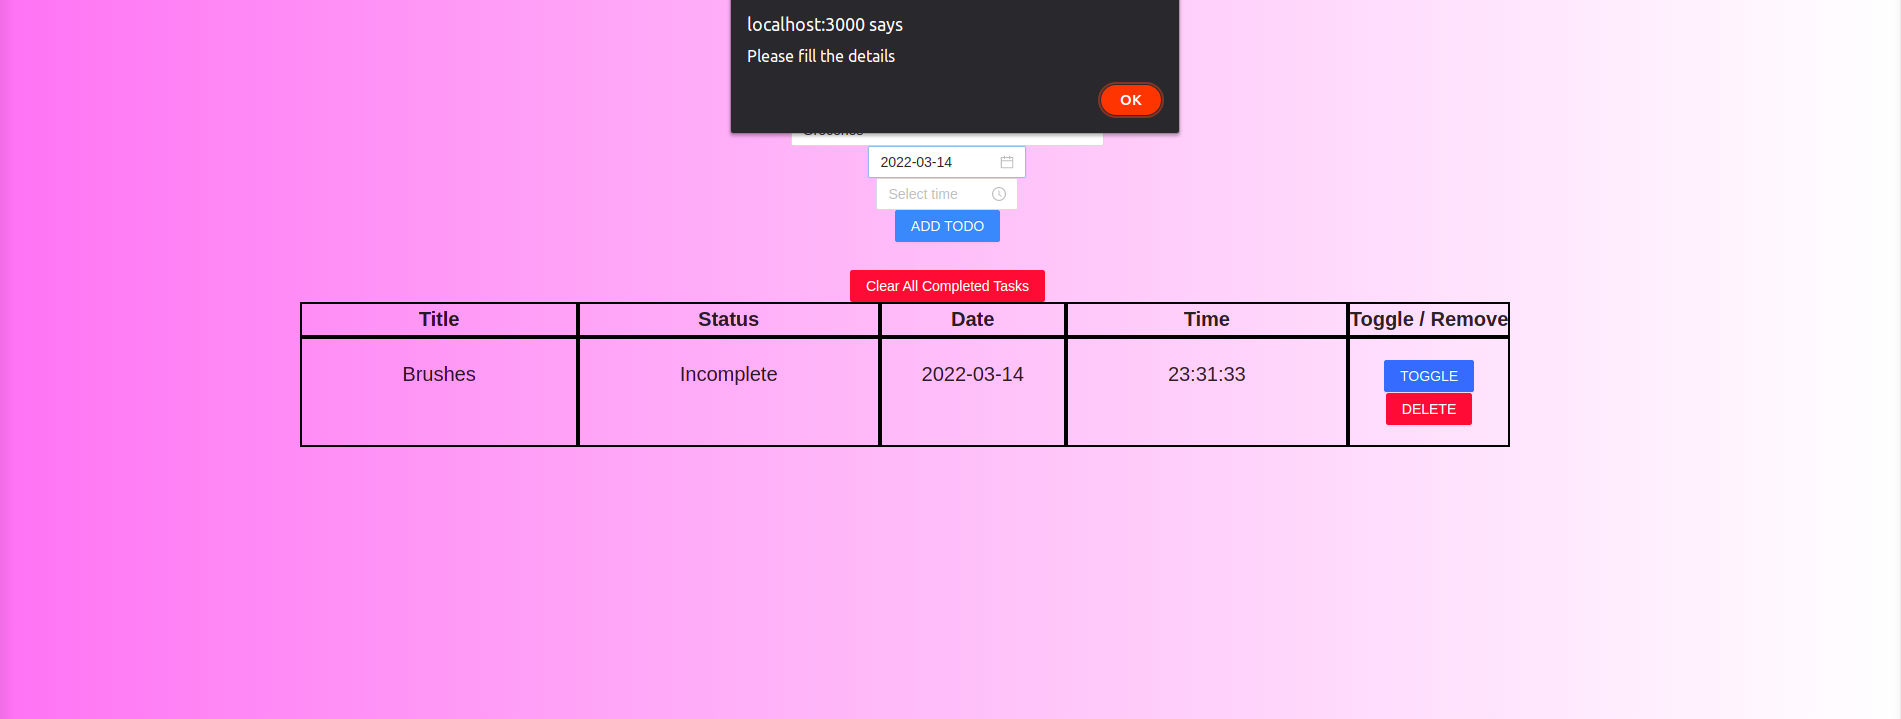 localhost:3000 says
Please fill the details
OK
2022-03-14
Select time
ADD TODO
Clear All Completed Tasks
Title Status Date Time Toggle / Remove
Brushes Incomplete 2022-03-14 23:31:33 TOGGLE
DELETE